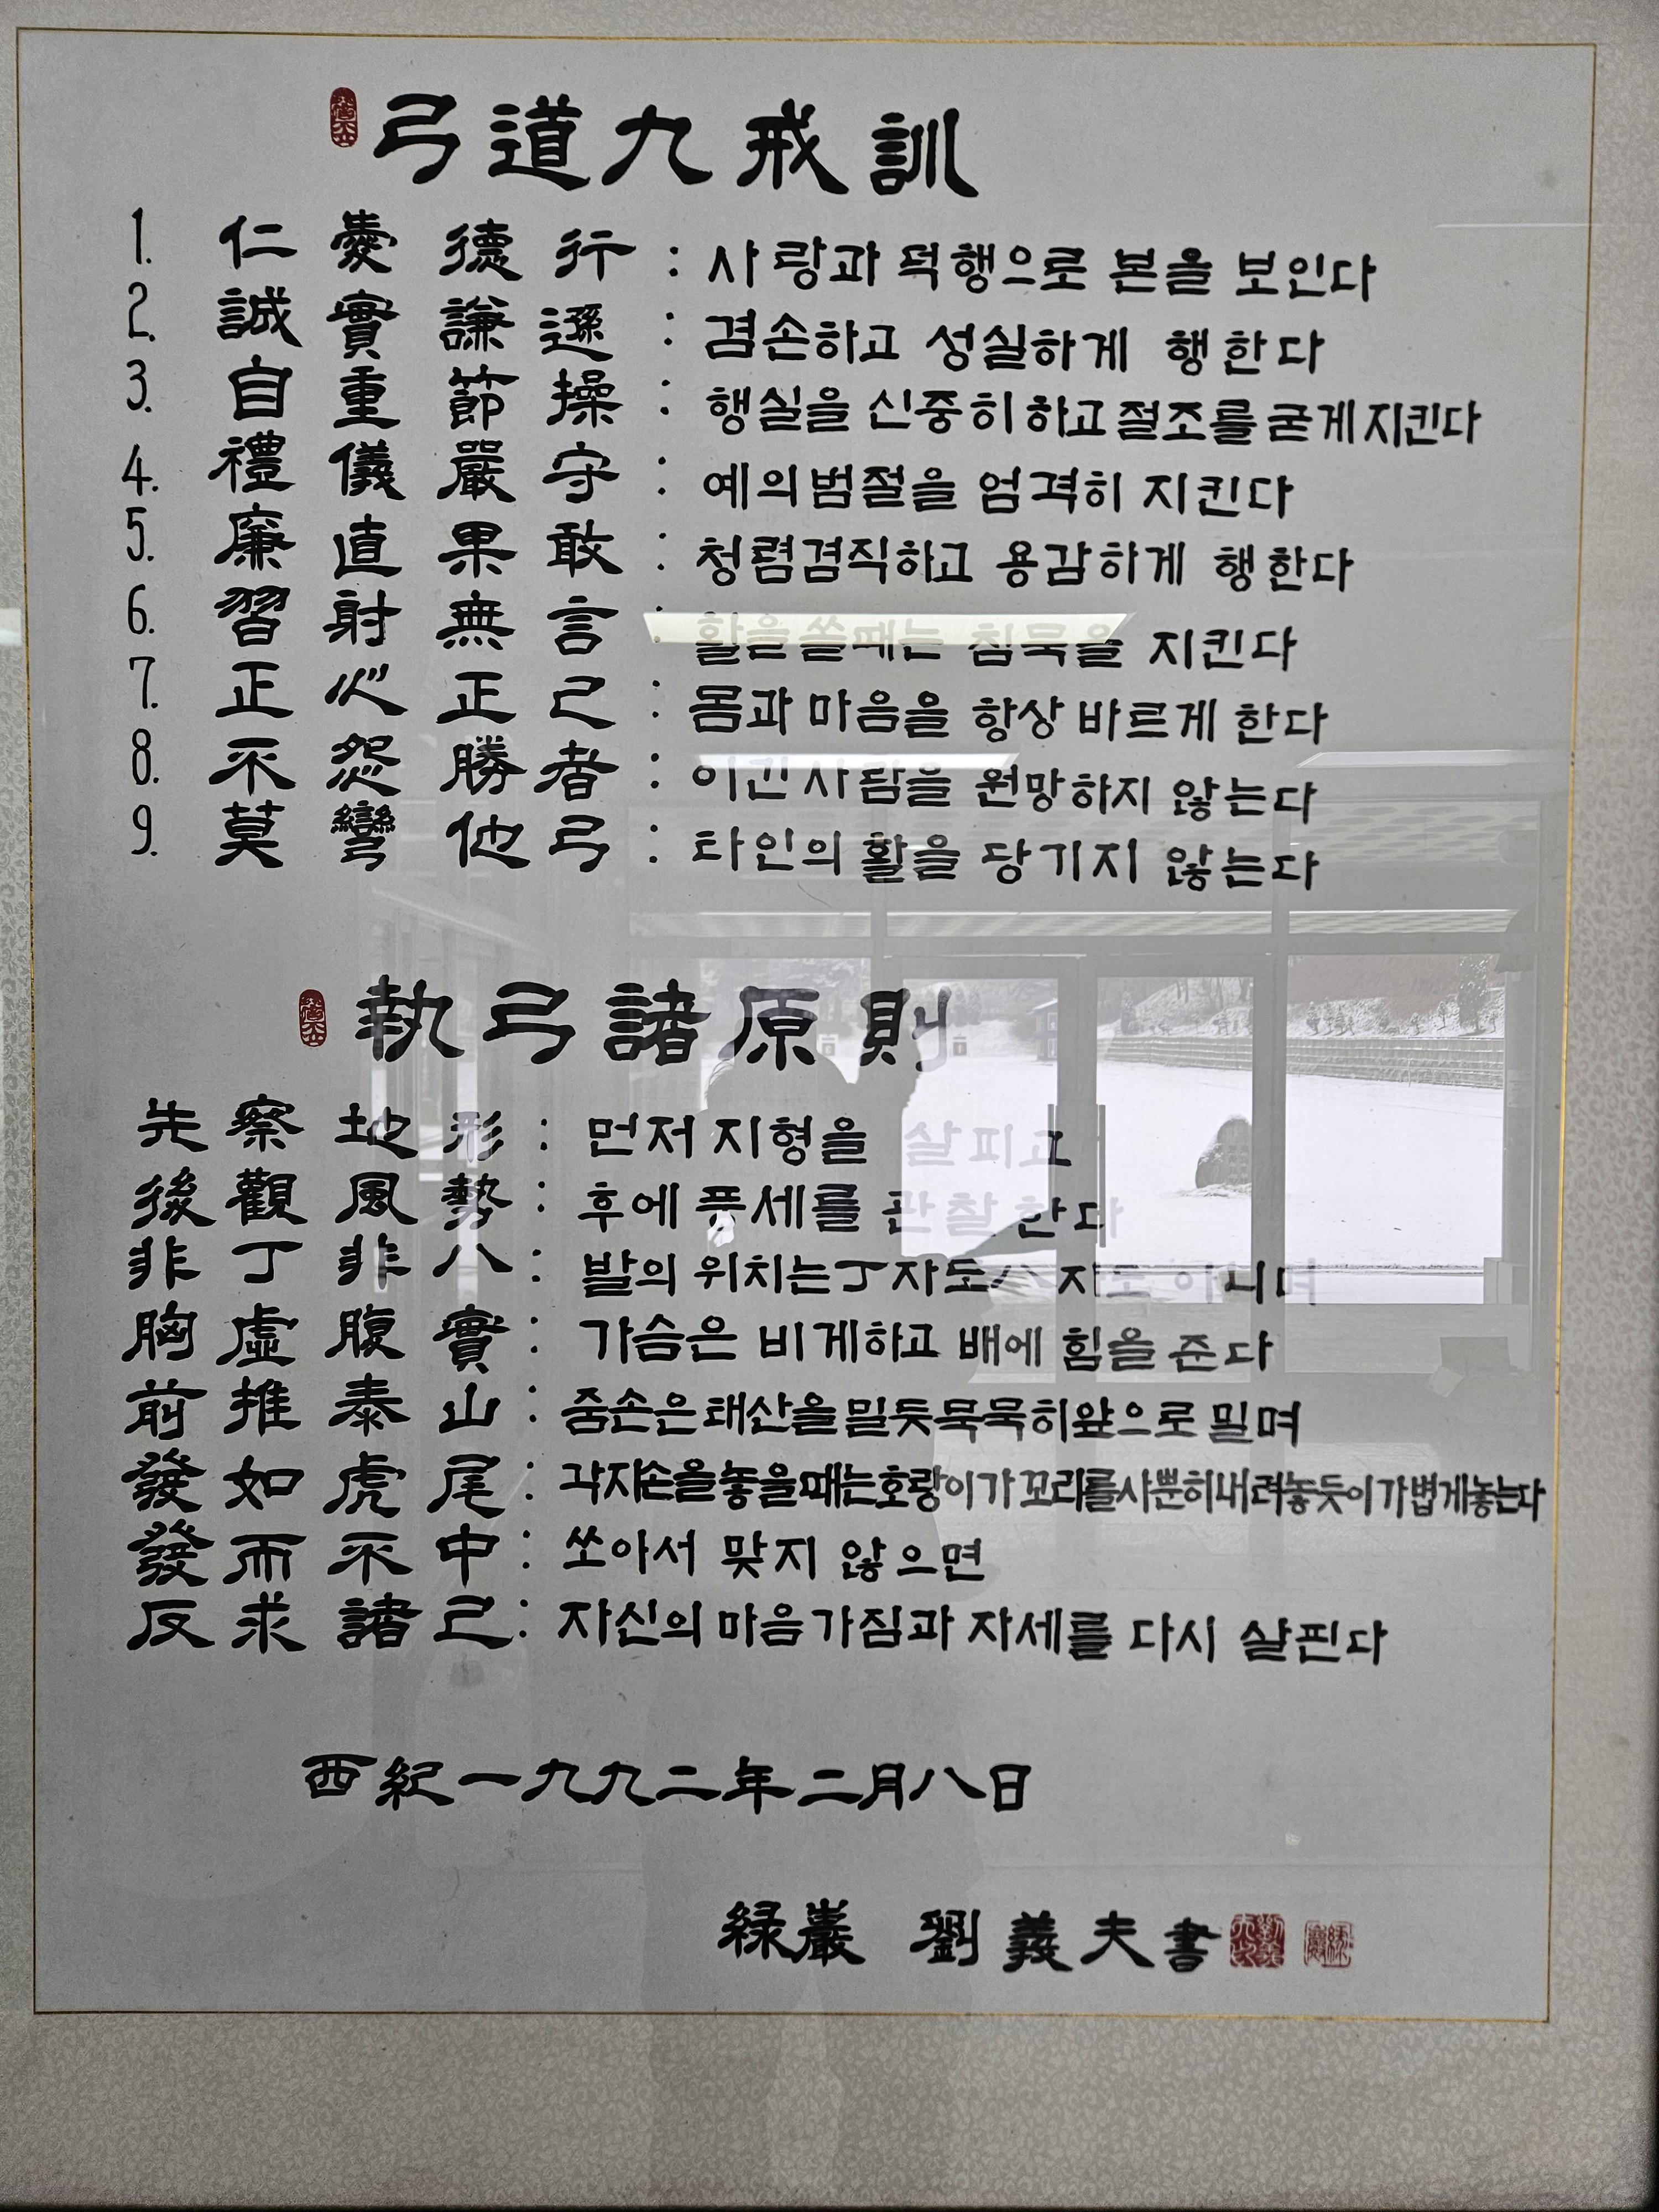 弓道九戒訓
1. 仁愛德行 : 사랑과 덕행으로 본을 보인다
2. 誠實謙遜 : 겸손하고 성실하게 행한다
3. 自重節操 : 행실을 신중히하고 절조를 굳게 지킨다
4. 禮儀嚴守 : 예의범절을 엄격히 지킨다
5. 廉直果敢 : 청렴겸직하고 용감하게 행한다
6. 習射無言 : 활을 쏠때는 침묵을 지킨다
7. 正心正己 : 몸과 마음을 항상 바르게 한다
8. 不怨勝者 : 이긴 사람을 원망하지 않는다
9. 莫彎他弓 : 타인의 활을 당기지 않는다
執弓諸原則
先察地形 : 먼저 지형을 살피고
後觀風勢 : 후에 풍세를 관찰한다
非丁非八 : 발의 위치는 丁자도 八자도 아니며
胸虛腹實 : 가슴은 비게하고 배에 힘을 준다
前推泰山 : 줌손은 태산을 밀듯 묵묵히 앞으로 밀며
發如虎尾 : 각지손을 놓을때는 호랑이가 꼬리를 사뿐히 내려놓듯이 가볍게 놓는다
發而不中 : 쏘아서 맞지 않으면
反求諸己 : 자신의 마음가짐과 자세를 다시 살핀다
西紀一九九二年二月八日
緑巖 劉義夫書